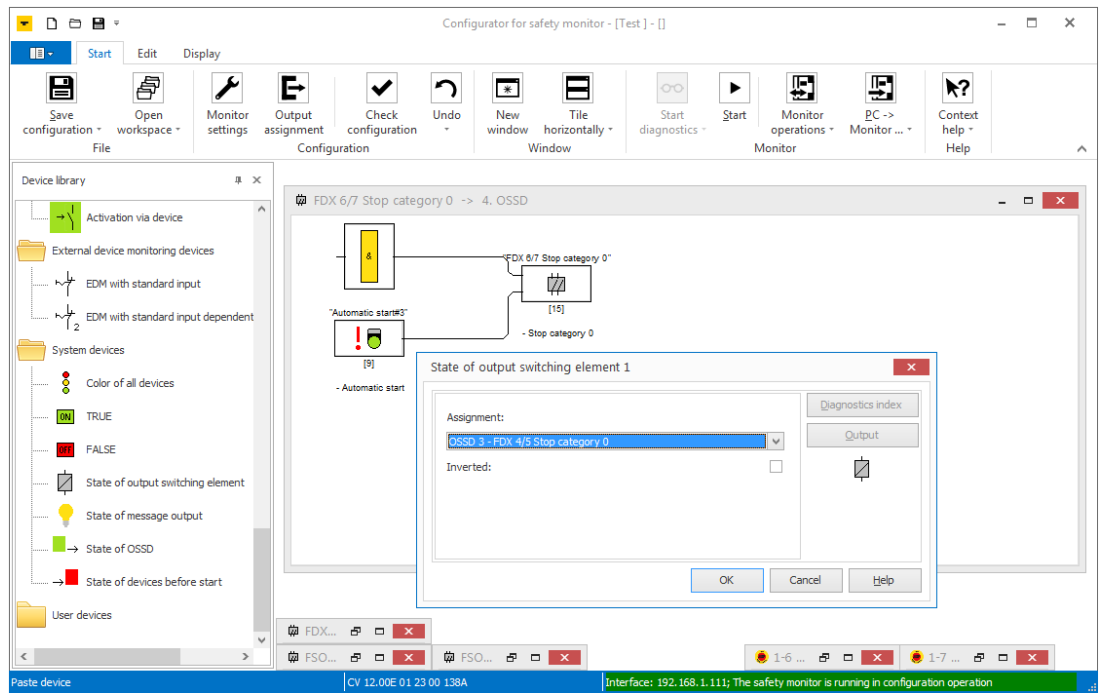 Configurator for safety monitor - [Test ] - []
Start Edit Display
Save configuration
Open workspace
Monitor settings
Output assignment
Check configuration
Undo
New window
Tile horizontally
Start diagnostics
Start
Monitor operations
PC -> Monitor ...
Context help
File
Configuration
Window
Monitor
Help
Device library
Activation via device
External device monitoring devices
EDM with standard input
EDM with standard input dependent
2
System devices
Color of all devices
ON TRUE
OFF FALSE
State of output switching element
State of message output
State of OSSD
State of devices before start
User devices
FDX 6/7 Stop category 0 -> 4. OSSD
&
"FDX 6/7 Stop category 0"
[15]
- Stop category 0
"Automatic start#3"
[9]
- Automatic start
State of output switching element 1
Assignment:
OSSD 3 - FDX 4/5 Stop category 0
Inverted:
Diagnostics index
Output
OK Cancel Help
FDX...
FSO... FSO... 1-6 ... 1-7 ...
Paste device CV 12.00E 01 23 00 138A Interface: 192.168.1.111; The safety monitor is running in configuration operation